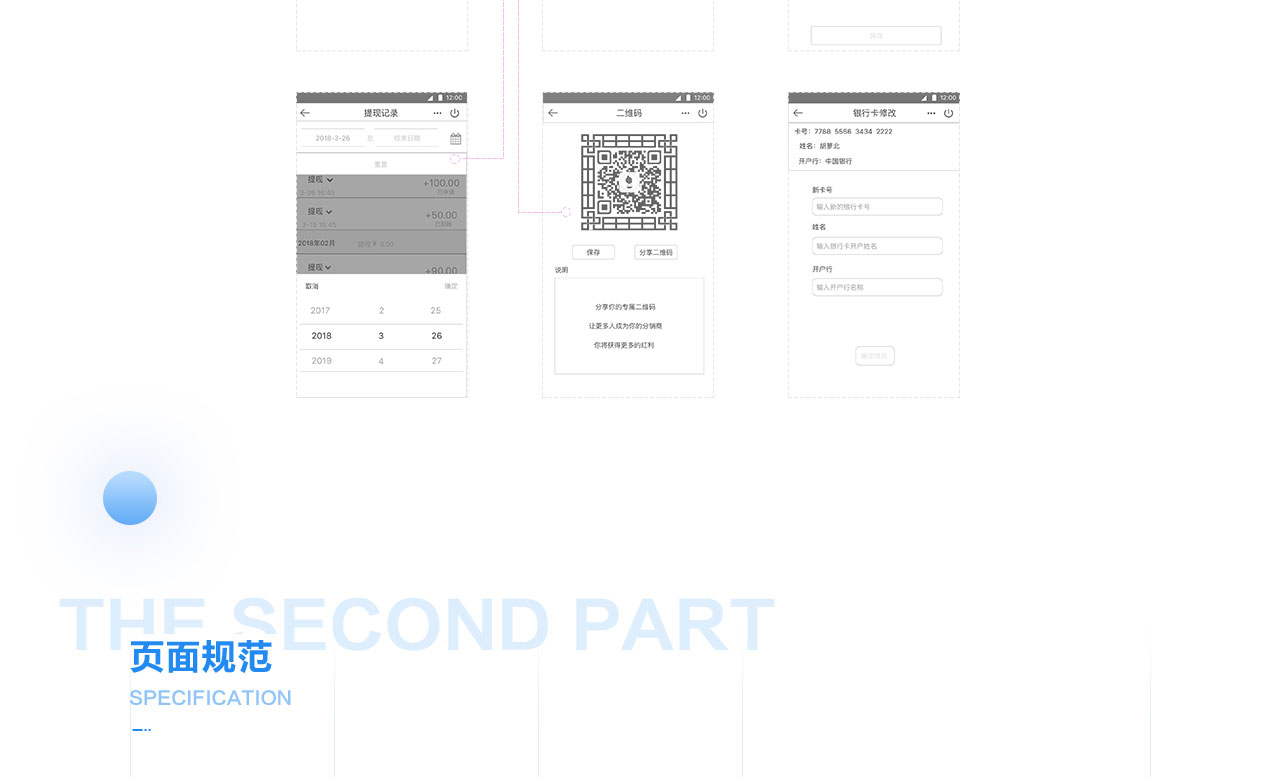 保存
12:00
提现记录
2018-3-26 至 结束日期
重置
提现 +100.00
3-26 16:45 已申请
提现 +50.00
2-15 10:45 已到账
2018年02月 提现￥ 0.00
提现 +90.00
取消 确定
2017 2 25
2018 3 26
2019 4 27
12:00
二维码
保存 分享二维码
说明
分享你的专属二维码
让更多人成为你的分销商
你将获得更多的红利
12:00
银行卡修改
卡号：7788 5556 3434 2222
姓名：胡萝北
开户行：中国银行
新卡号
输入新的银行卡号
姓名
输入银行卡开户姓名
开户行
输入开户行名称
提交修改
THE SECOND PART
页面规范
SPECIFICATION